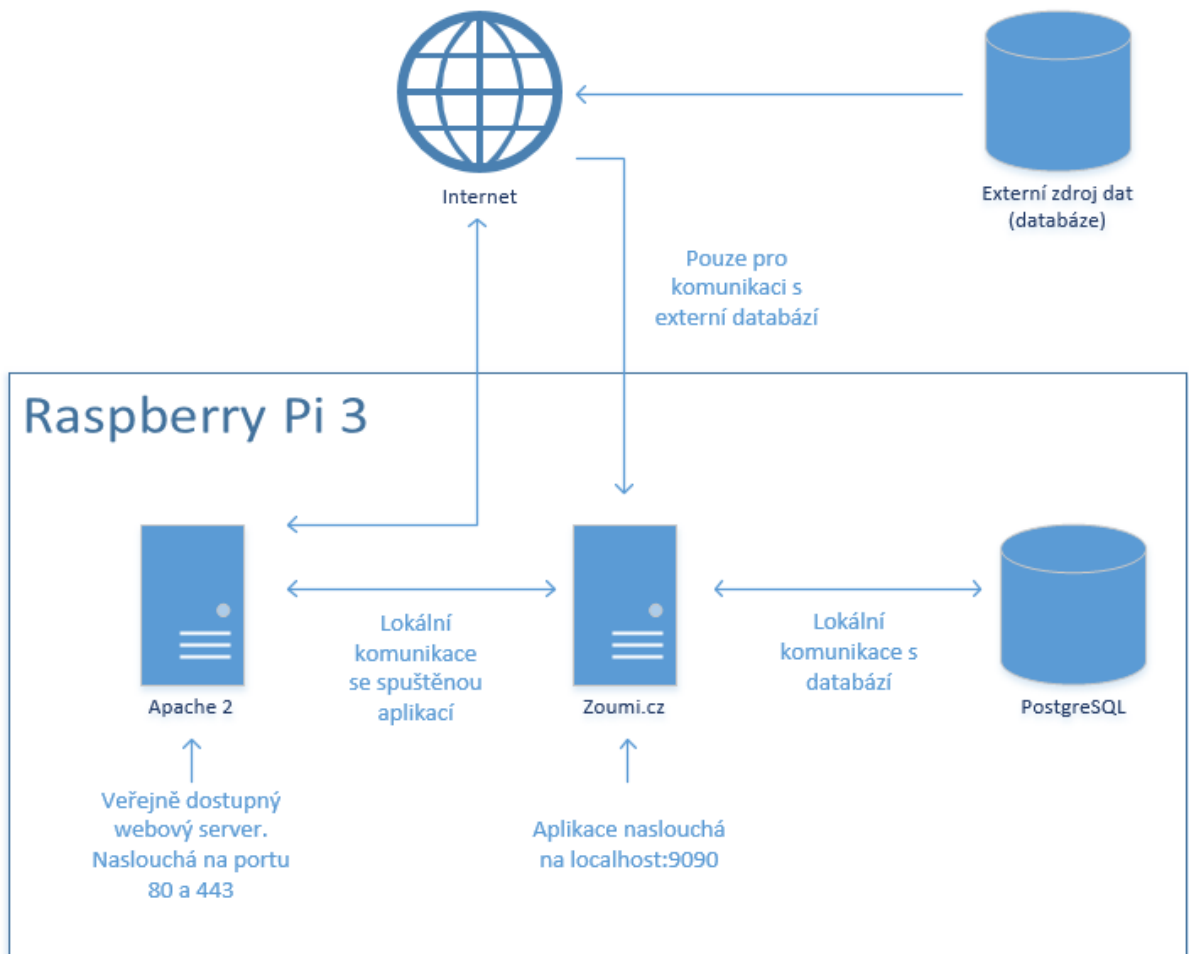 Internet
Externí zdroj dat
(databáze)
Pouze pro
komunikaci s
externí databází
Raspberry Pi 3
Lokální
komunikace
se spuštěnou
aplikací
Lokální
komunikace s
databází
Apache 2
Zoumi.cz
PostgreSQL
Veřejně dostupný
webový server.
Naslouchá na portu
80 a 443
Aplikace naslouchá
na localhost:9090